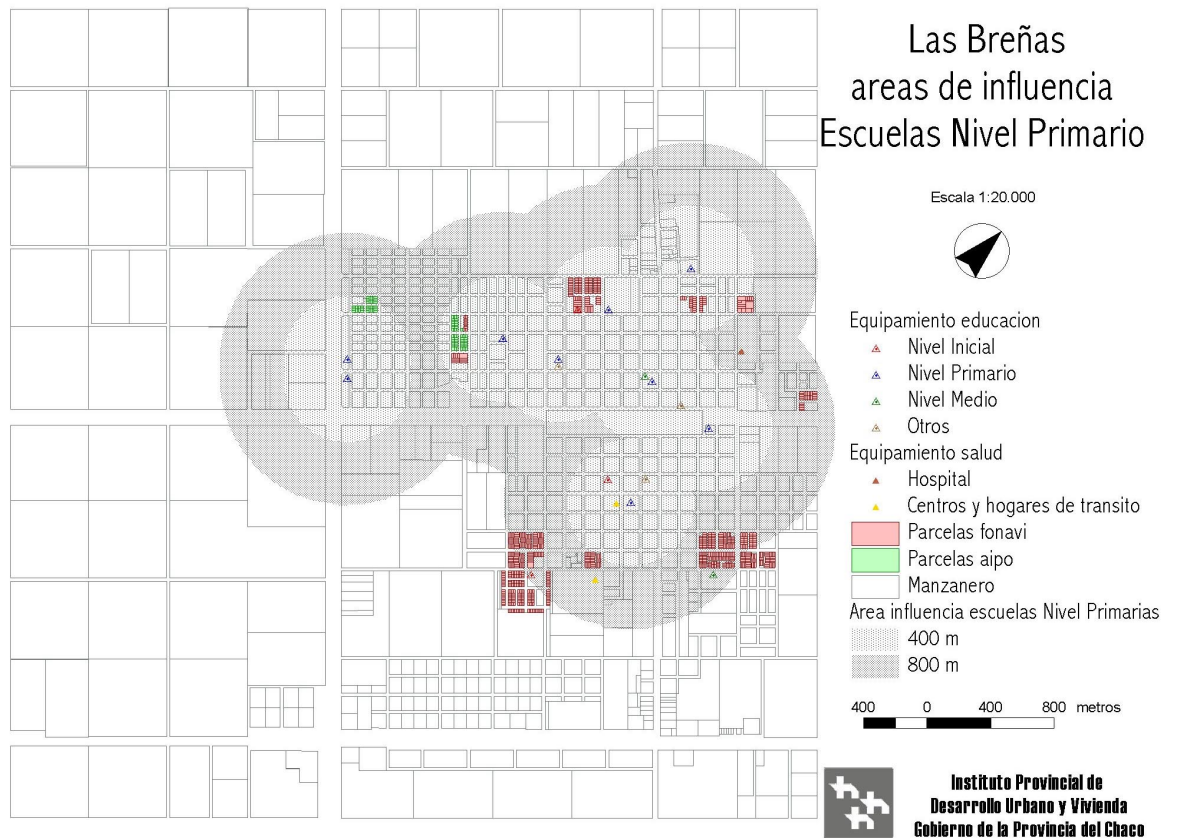 Las Breñas
areas de influencia
Escuelas Nivel Primario
Escala 1:20.000
Equipamiento educacion
Nivel Inicial
Nivel Primario
Nivel Medio
Otros
Equipamiento salud
Hospital
Centros y hogares de transito
Parcelas fonavi
Parcelas aipo
Manzanero
Area influencia escuelas Nivel Primarias
400 m
800 m
400 0 400 800 metros
Instituto Provincial de
Desarrollo Urbano y Vivienda
Gobierno de la Provincia del Chaco